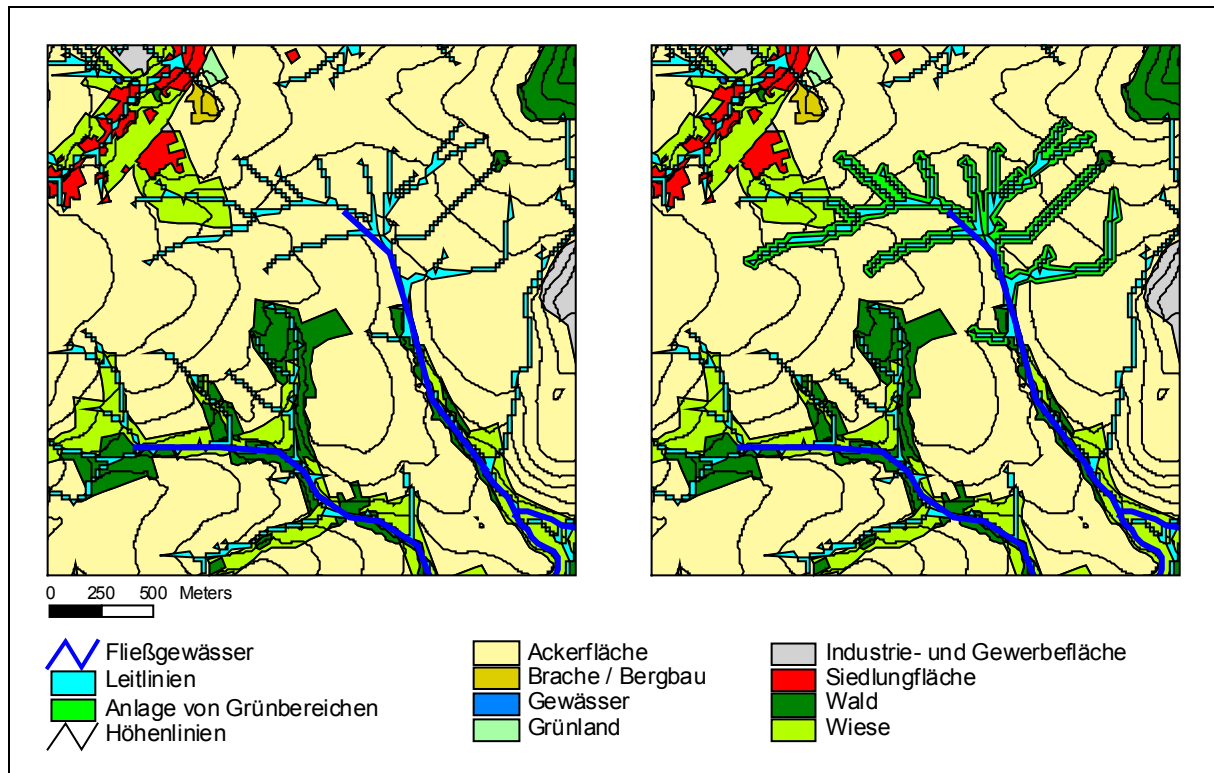 0 250 500 Meters
Fließgewässer
Leitlinien
Anlage von Grünbereichen
Höhenlinien
Ackerfläche
Brache / Bergbau
Gewässer
Grünland
Industrie- und Gewerbefläche
Siedlungfläche
Wald
Wiese